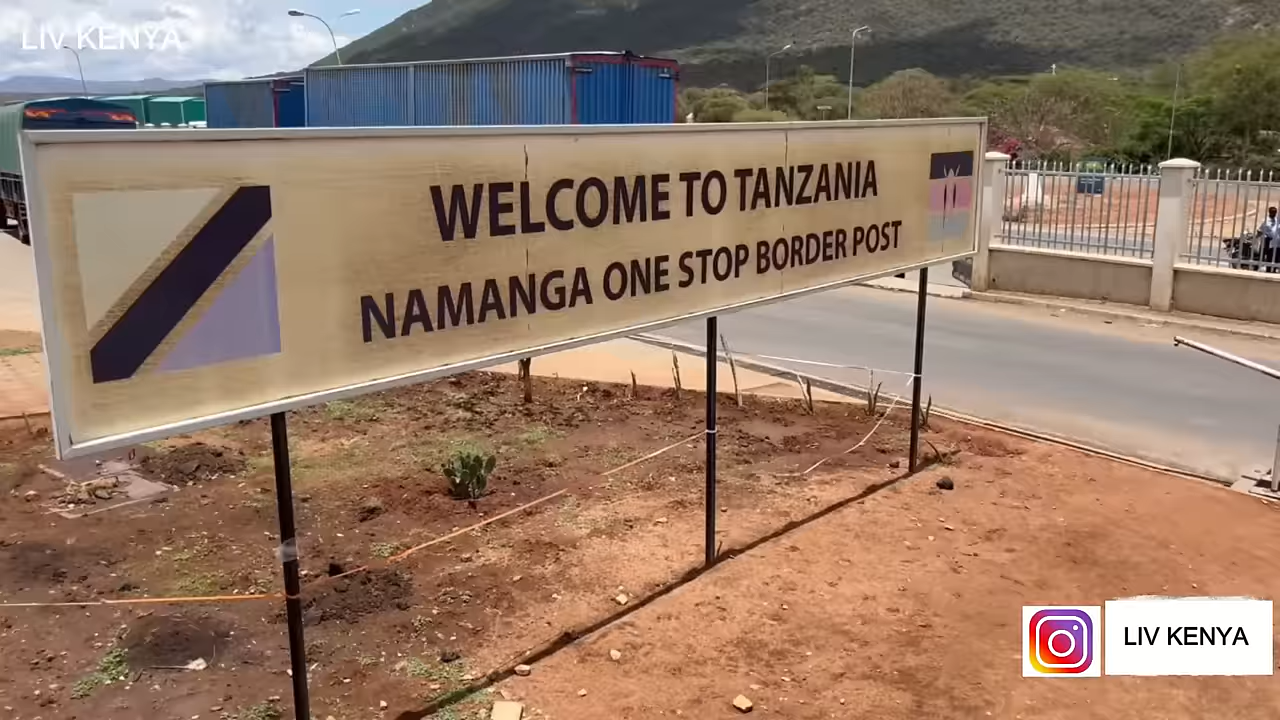 LIV KENYA
WELCOME TO TANZANIA
NAMANGA ONE STOP BORDER POST
LIV KENYA